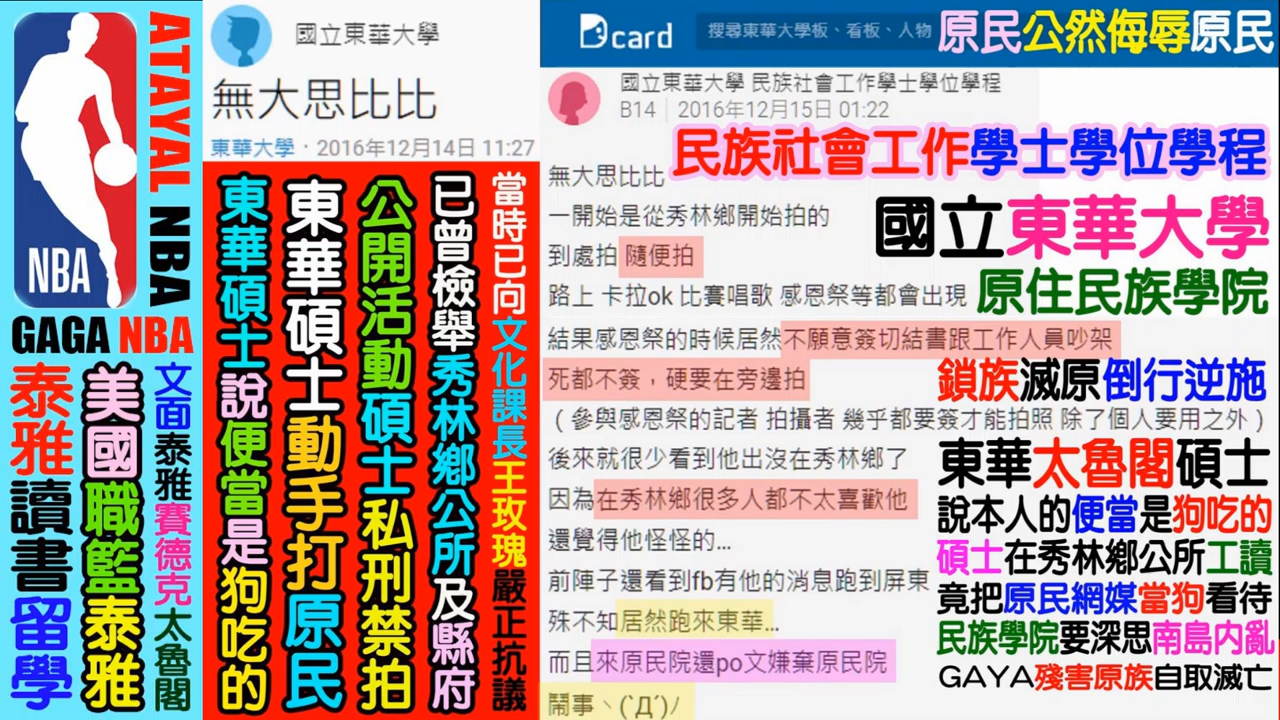 NBA
ATAYAL NBA
GAGA NBA
泰雅讀書留學
美國職籃泰雅
文面泰雅賽德克太魯閣
國立東華大學
無大思比比
東華大學・2016年12月14日 11:27
當時已向文化課長王玫瑰嚴正抗議
已曾檢舉秀林鄉公所及縣府
公開活動碩士私刑禁拍
東華碩士動手打原民
東華碩士說便當是狗吃的
Dcard
搜尋東華大學板、看板、人物
原民公然侮辱原民
國立東華大學 民族社會工作學士學位學程
B14｜2016年12月15日 01:22
民族社會工作學士學位學程
國立東華大學
原住民族學院
無大思比比
一開始是從秀林鄉開始拍的
到處拍 隨便拍
路上 卡拉ok 比賽唱歌 感恩祭等都會出現
結果感恩祭的時候居然不願意簽切結書跟工作人員吵架
死都不簽，硬要在旁邊拍
（參與感恩祭的記者 拍攝者 幾乎都要簽才能拍照 除了個人要用之外）
後來就很少看到他出沒在秀林鄉了
因為在秀林鄉很多人都不太喜歡他
還覺得他怪怪的...
前陣子還看到fb有他的消息跑到屏東
殊不知居然跑來東華...
而且來原民院還po文嫌棄原民院
鬧事ヽ(`Д´)ﾉ
鎖族滅原倒行逆施
東華太魯閣碩士
說本人的便當是狗吃的
碩士在秀林鄉公所工讀
竟把原民網媒當狗看待
民族學院要深思南島內亂
GAYA殘害原族自取滅亡